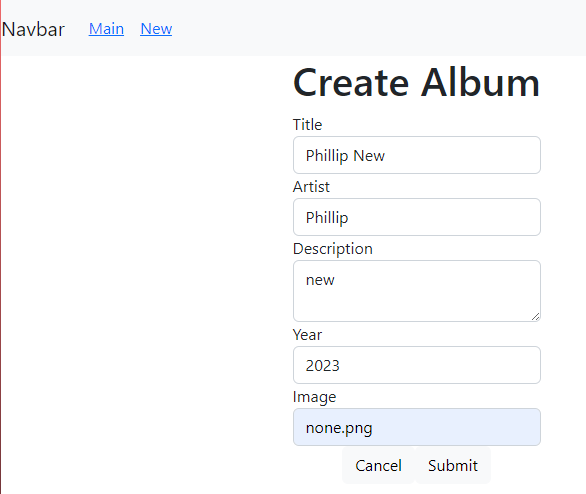 Navbar Main New
Create Album
Title
Phillip New
Artist
Phillip
Description
new
Year
2023
Image
none.png
Cancel Submit